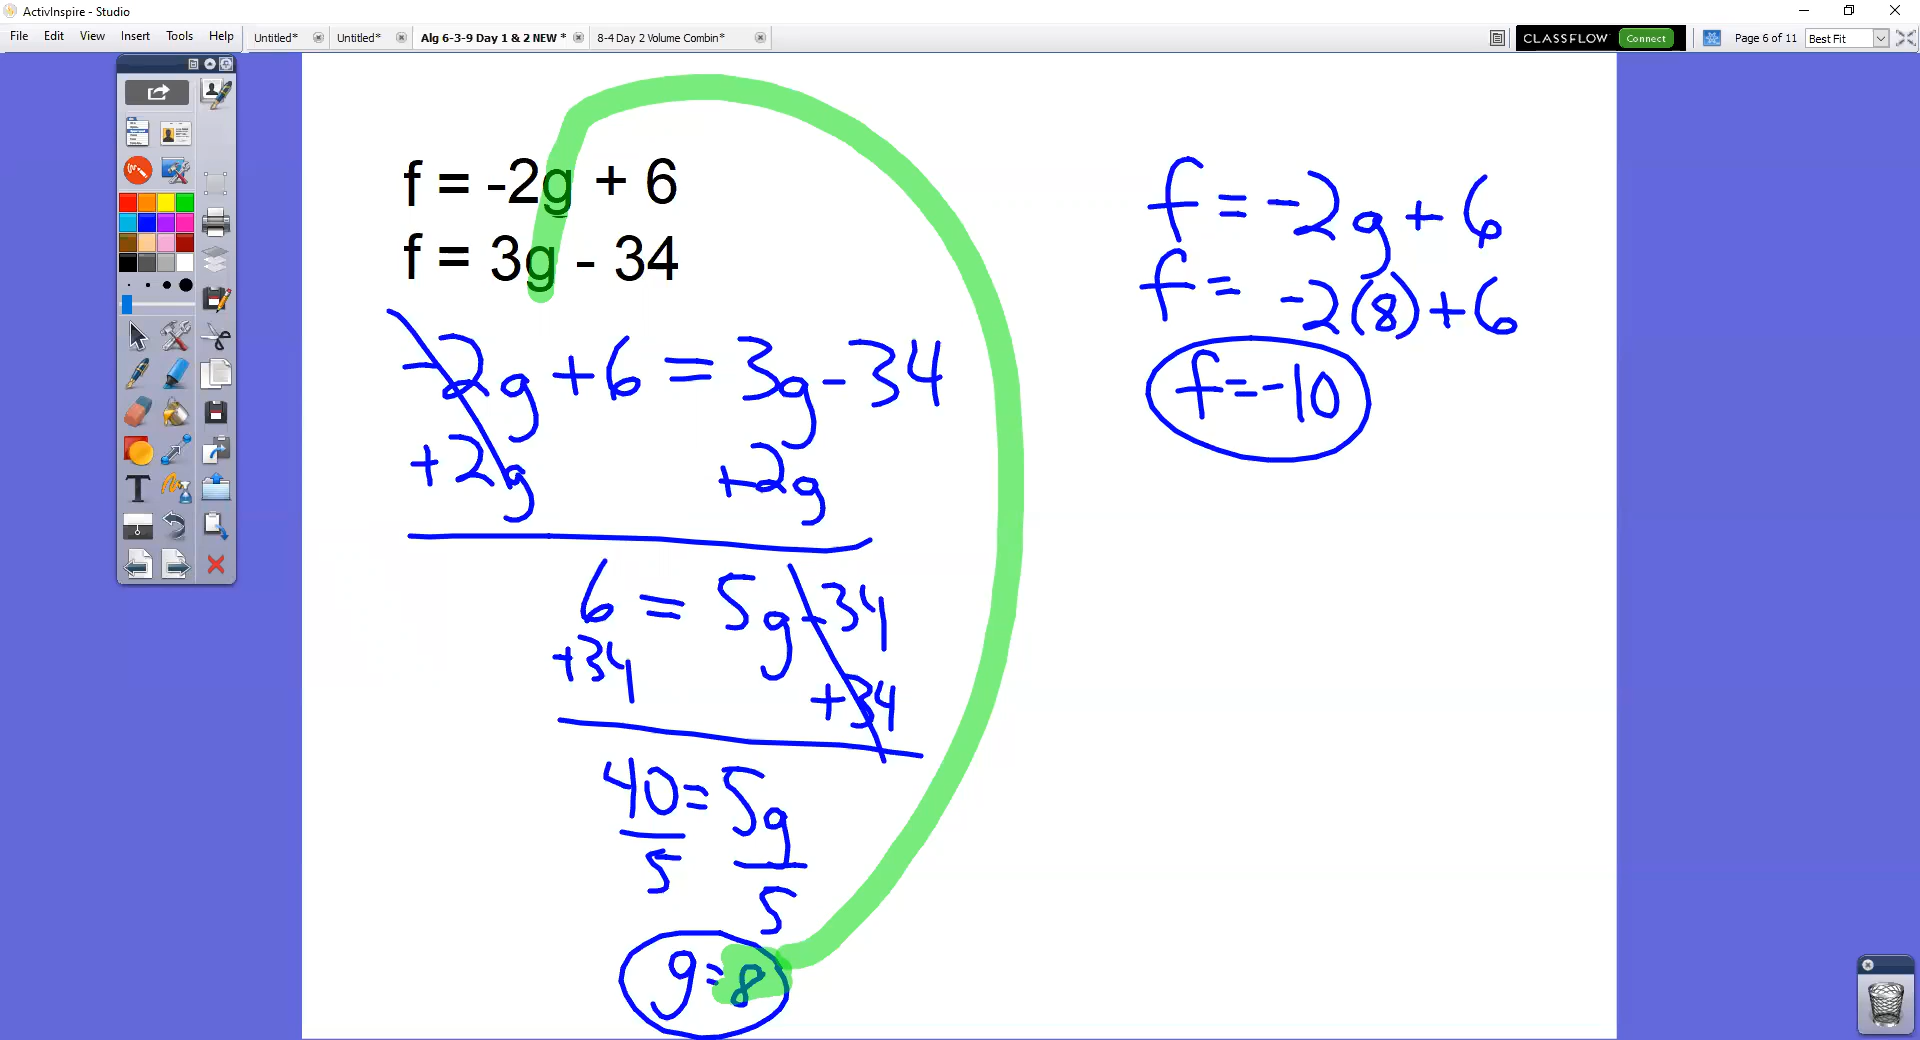 ActivInspire - Studio
File Edit View Insert Tools Help
Untitled* Untitled* Alg 6-3-9 Day 1 & 2 NEW * 8-4 Day 2 Volume Combin*
CLASSFLOW Connect Page 6 of 11 Best Fit
f = -2g + 6
f = 3g - 34
-2g + 6 = 3g - 34
+2g +2g
6 = 5g - 34
+34 +34
40 = 5g
5 5
g = 8
f = -2g + 6
f = -2(8) + 6
f = -10